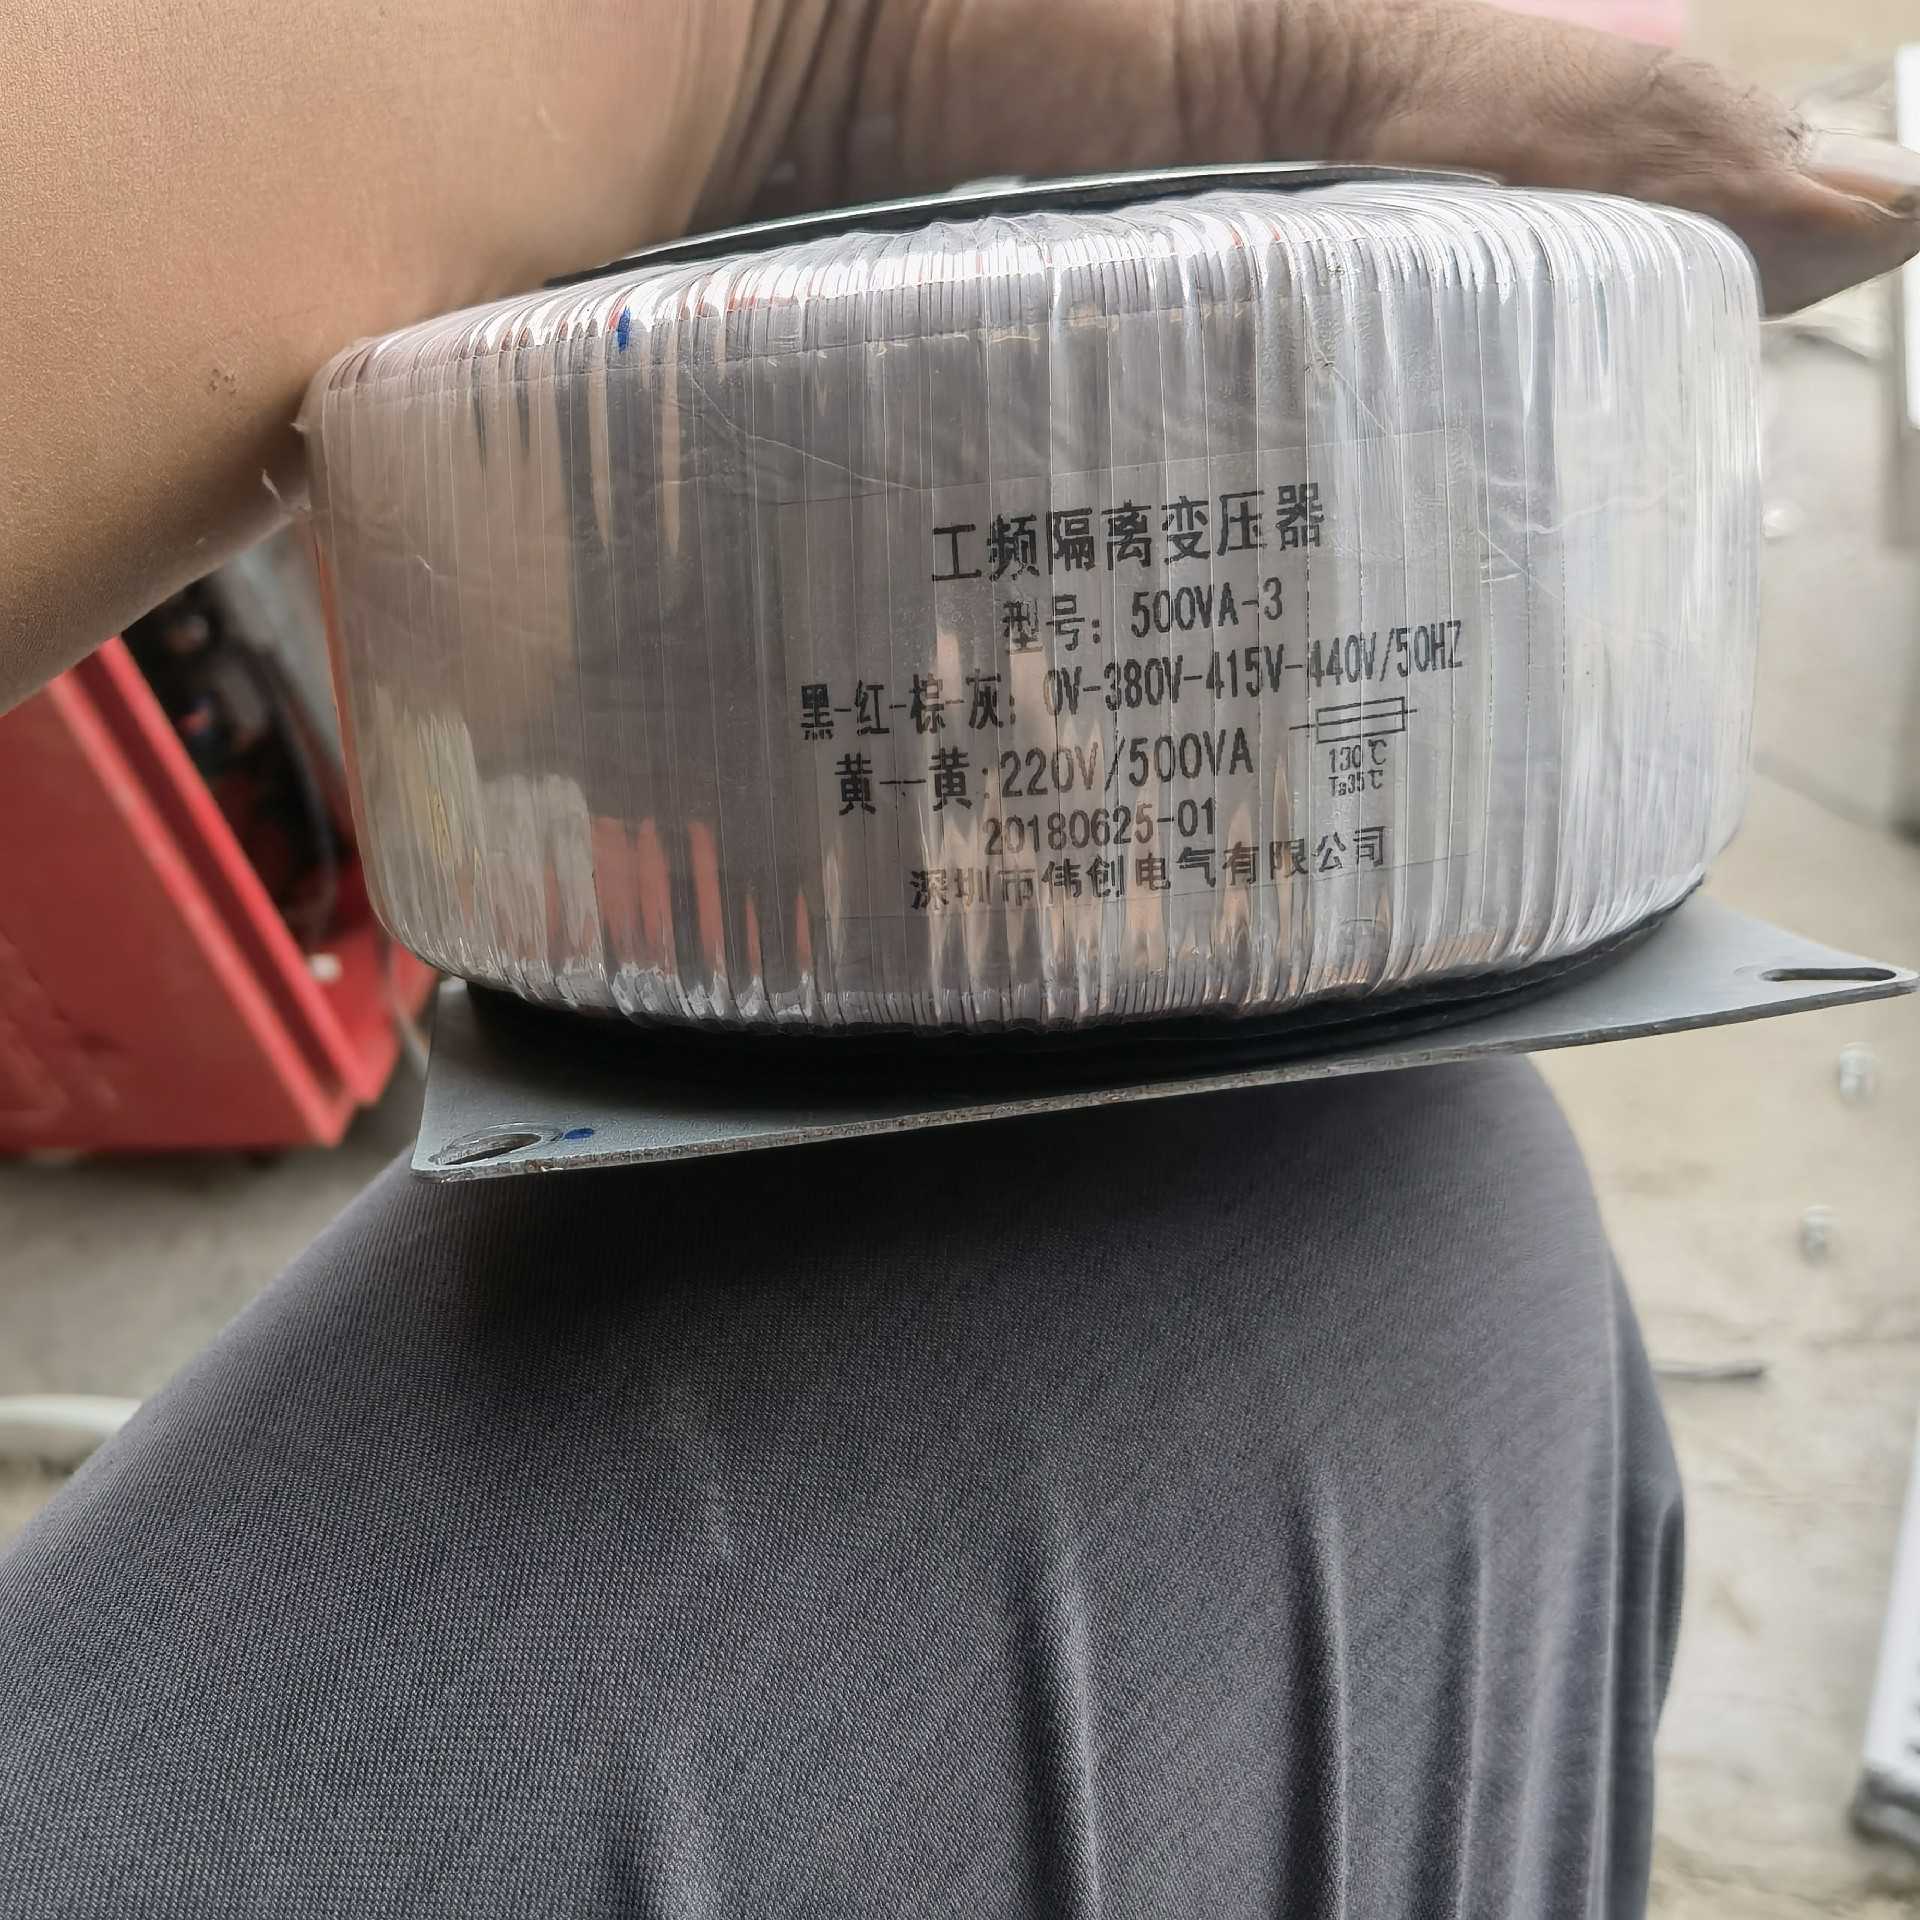 工频隔离变压器
型号：500VA-3
黑-红-棕-灰：0V-380V-415V-440V/50HZ
黄--黄：220V/500VA
130℃
Ta35℃
20180625-01
深圳市伟创电气有限公司